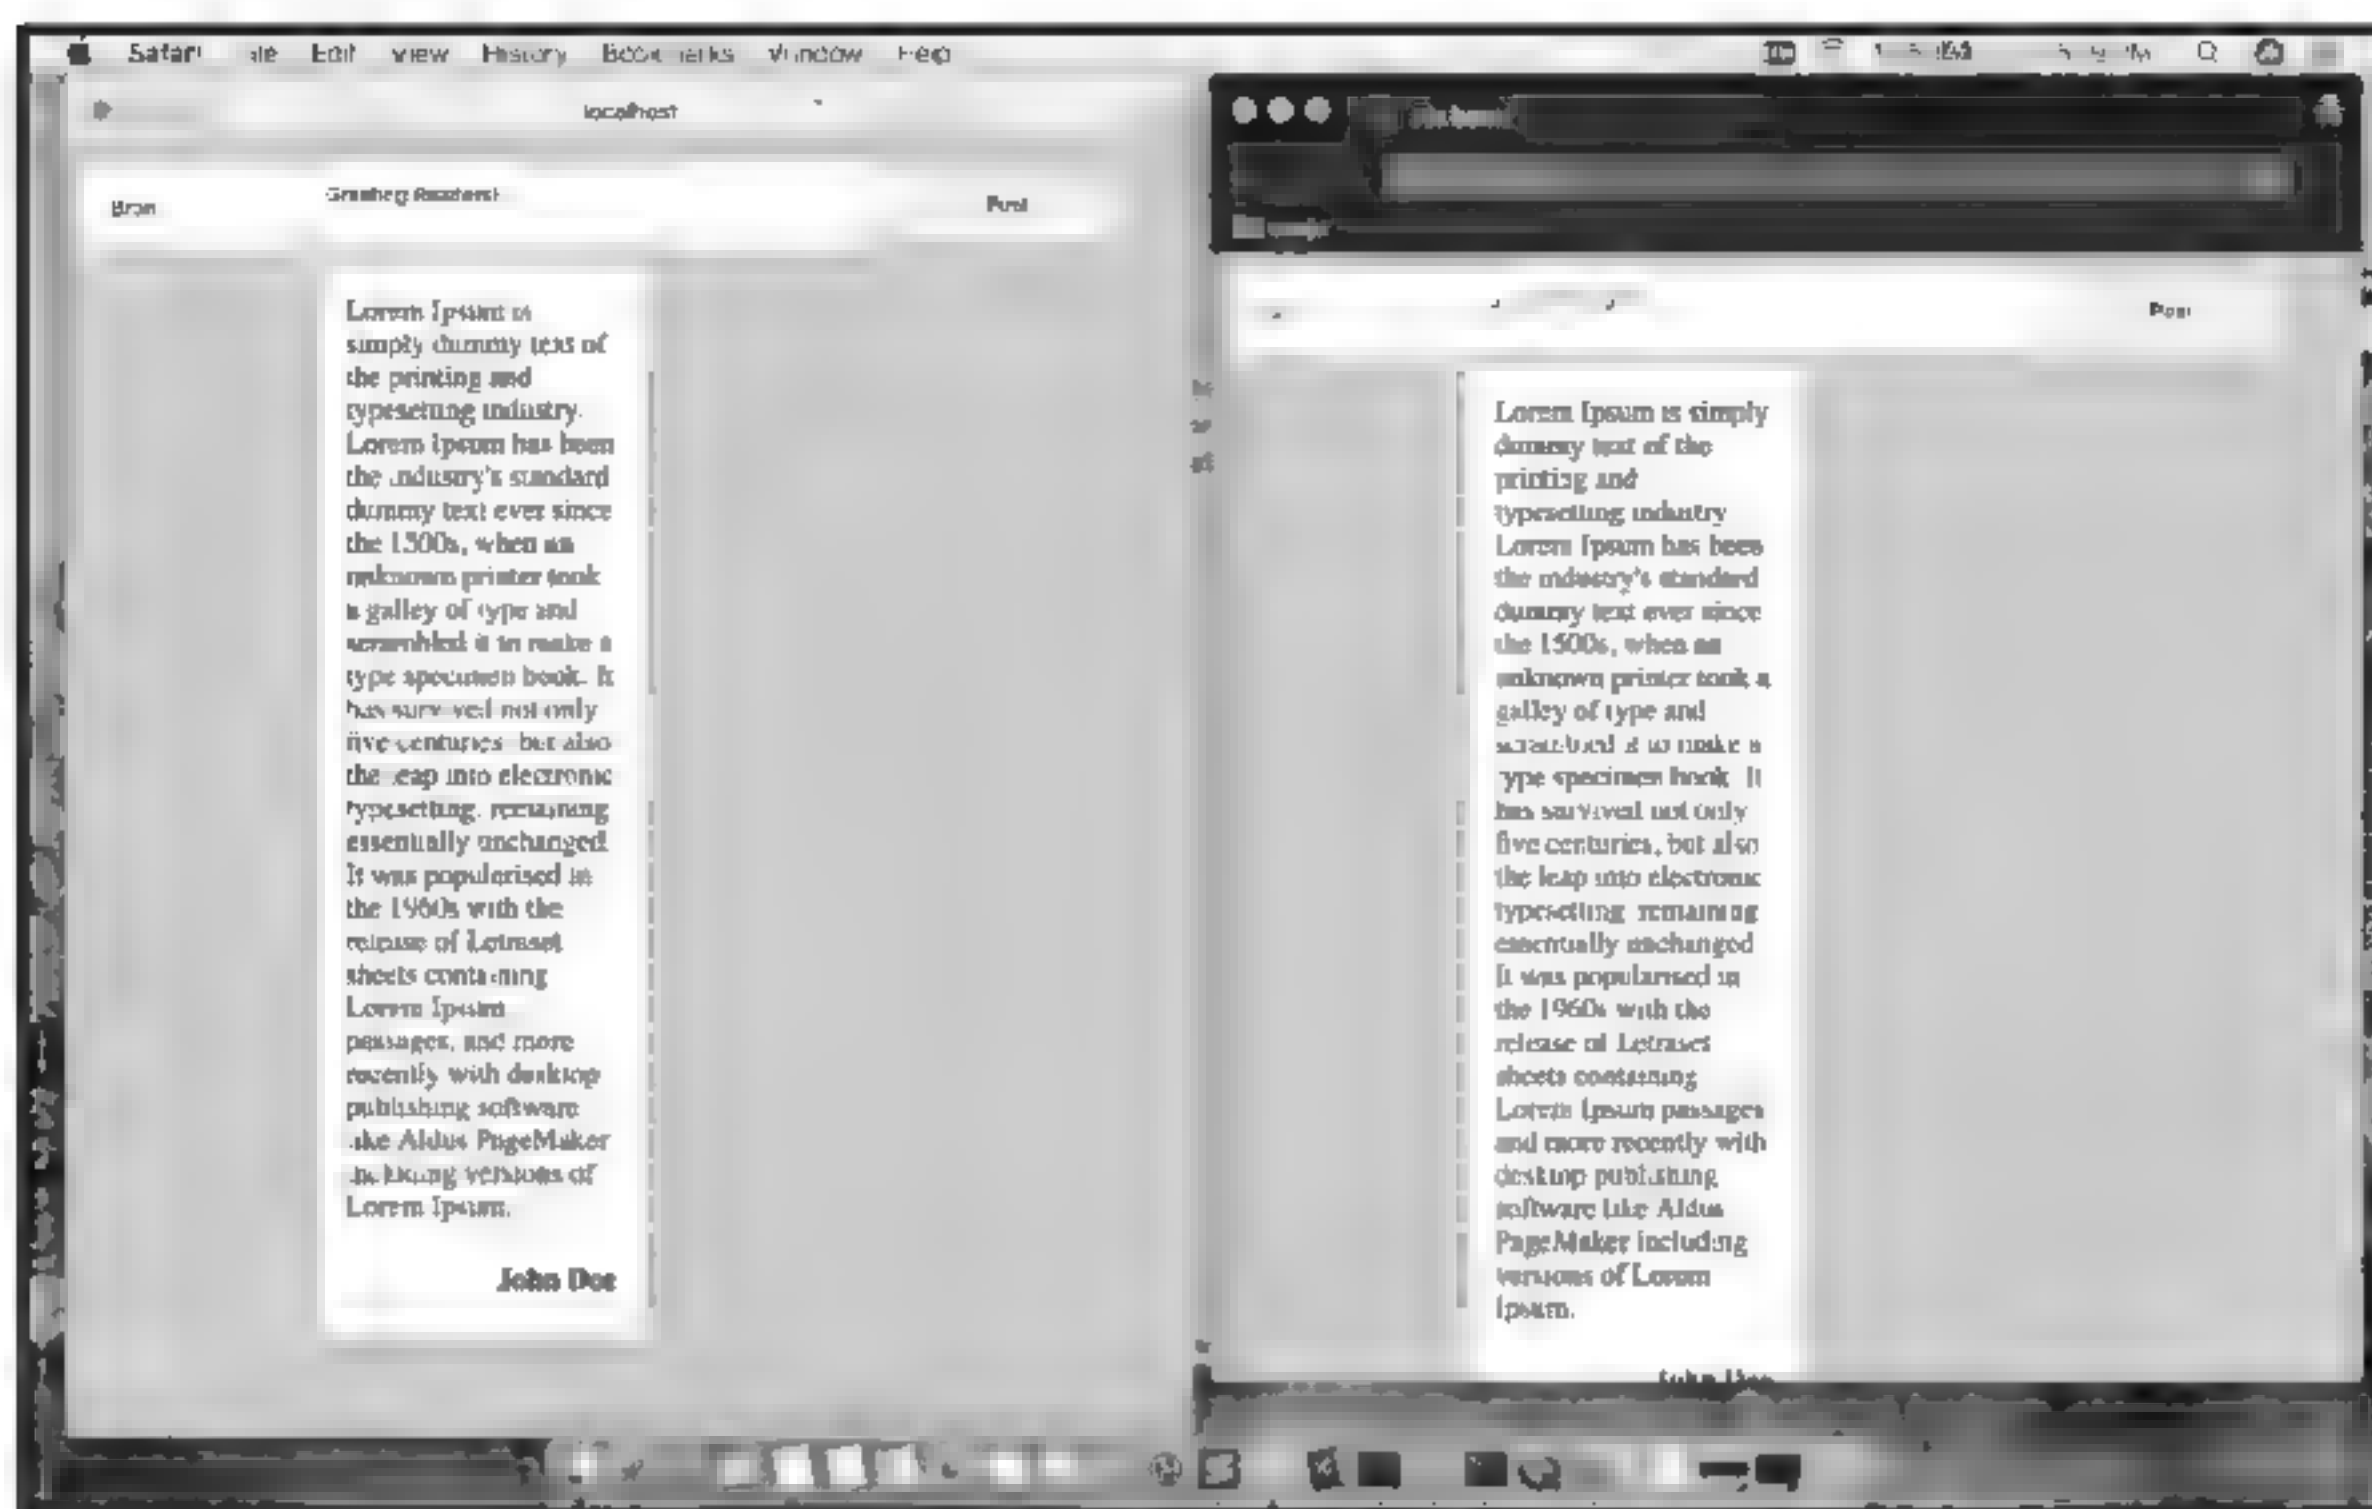 Safari Edit View History Bookmarks Window Help
localhost
Greeting Readers!
Post
Lorem Ipsum is
simply dummy text of
the printing and
typesetting industry.
Lorem Ipsum has been
the industry's standard
dummy text ever since
the 1500s, when an
unknown printer took
a galley of type and
scrambled it to make a
type specimen book. It
has survived not only
five centuries, but also
the leap into electronic
typesetting, remaining
essentially unchanged.
It was popularised in
the 1960s with the
release of Letraset
sheets containing
Lorem Ipsum
passages, and more
recently with desktop
publishing software
like Aldus PageMaker
including versions of
Lorem Ipsum.
John Doe
Post
Lorem Ipsum is simply
dummy text of the
printing and
typesetting industry
Lorem Ipsum has been
the industry's standard
dummy text ever since
the 1500s, when an
unknown printer took a
galley of type and
scrambled it to make a
type specimen book. It
has survived not only
five centuries, but also
the leap into electronic
typesetting remaining
essentially unchanged
It was popularised in
the 1960s with the
release of Letraset
sheets containing
Lorem Ipsum passages
and more recently with
desktop publishing
software like Aldus
PageMaker including
versions of Lorem
Ipsum.
John Doe